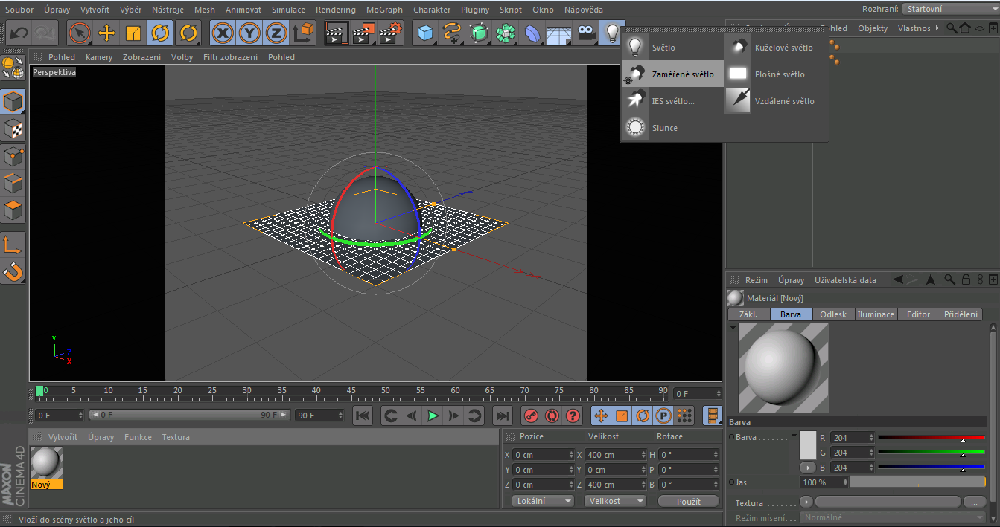 Soubor Úpravy Vytvořit Výběr Nástroje Mesh Animovat Simulace Rendering MoGraph Charakter Pluginy Skript Okno Nápověda
Rozhraní: Startovní
X Y Z
Objekty Vlastnos
Pohled Kamery Zobrazení Volby Filtr zobrazení Pohled
Perspektiva
Světlo Kuželové světlo
Zaměřené světlo Plošné světlo
IES světlo... Vzdálené světlo
Slunce
Y
Z
X
Režim Úpravy Uživatelská data
Materiál [Nový]
Zákl. Barva Odlesk Iluminace Editor Přidělení
0 5 10 15 20 25 30 35 40 45 50 55 60 65 70 75 80 85 90 0 F
0 F 0 F 90 F 90 F ? P
Barva
Barva . . . . . . . R 204
G 204
B 204
Jas . . . . . . . . . . 100 %
Textura . . . . . . ...
Režim mísení. . . Normálně
Vytvořit Úpravy Funkce Textura
Nový
Pozice Velikost Rotace
X 0 cm X 400 cm H 0 °
Y 0 cm Y 0 cm P 0 °
Z 0 cm Z 400 cm B 0 °
Lokální Velikost Použít
MAXON
CINEMA 4D
Vloží do scény světlo a jeho cíl